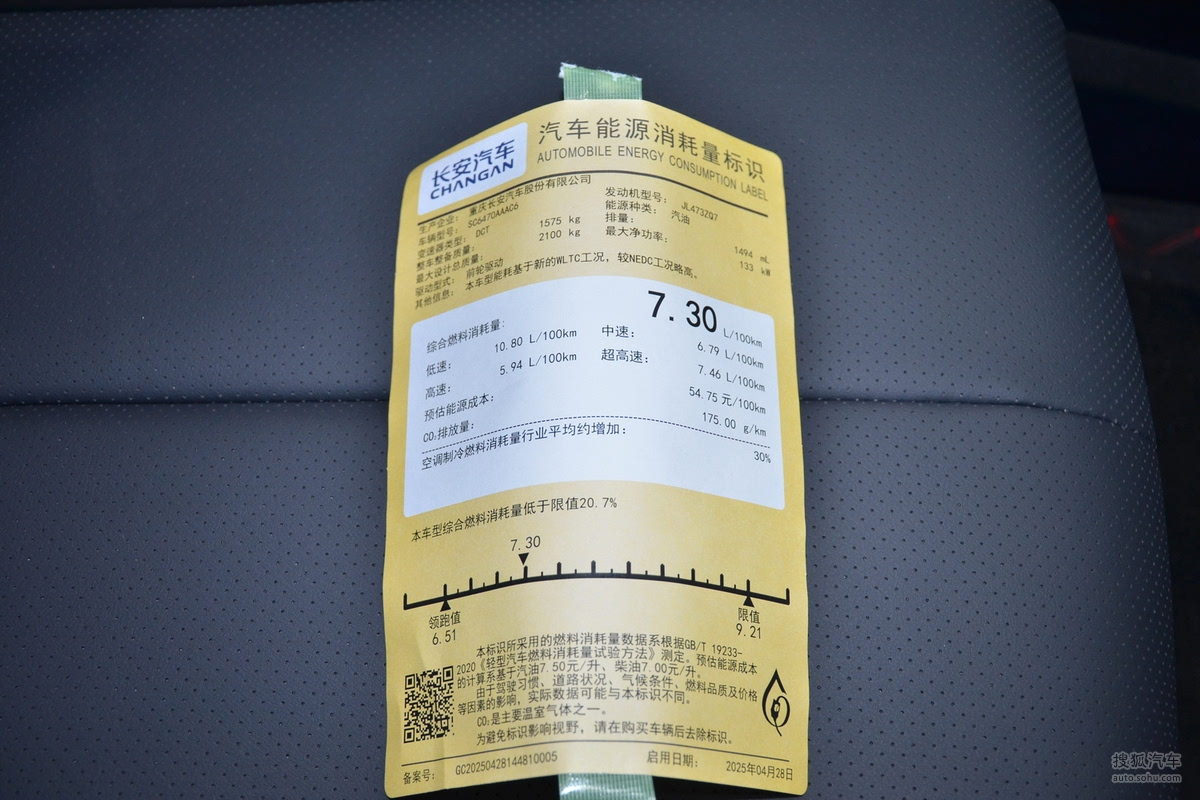 长安汽车
CHANGAN
汽车能源消耗量标识
AUTOMOBILE ENERGY CONSUMPTION LABEL
生产企业： 重庆长安汽车股份有限公司
车辆型号： SC6470AAAC6
发动机型号： JL473ZQ7
变速器类型： DCT
能源种类： 汽油
整车整备质量： 1575 kg
排量： 1494 mL
最大设计总质量： 2100 kg
最大净功率： 133 kW
驱动型式： 前轮驱动
其他信息： 本车型能耗基于新的WLTC工况，较NEDC工况略高。
综合燃料消耗量： 7.30 L/100km
低速： 10.80 L/100km 中速： 6.79 L/100km
高速： 5.94 L/100km 超高速： 7.46 L/100km
预估能源成本： 54.75 元/100km
CO₂排放量： 175.00 g/km
空调制冷燃料消耗量行业平均约增加： 30%
本车型综合燃料消耗量低于限值20.7%
7.30
领跑值
6.51
限值
9.21
本标识所采用的燃料消耗量数据系根据GB/T 19233-
2020《轻型汽车燃料消耗量试验方法》测定。预估能源成本
的计算系基于汽油7.50元/升、柴油7.00元/升。
由于驾驶习惯、道路状况、气候条件、燃料品质及价格
等因素的影响，实际数据可能与本标识不同。
CO₂是主要温室气体之一。
为避免标识影响视野，请在购买车辆后去除标识。
备案号： GC20250428144810005 启用日期： 2025年04月28日
搜狐汽车
auto.sohu.com